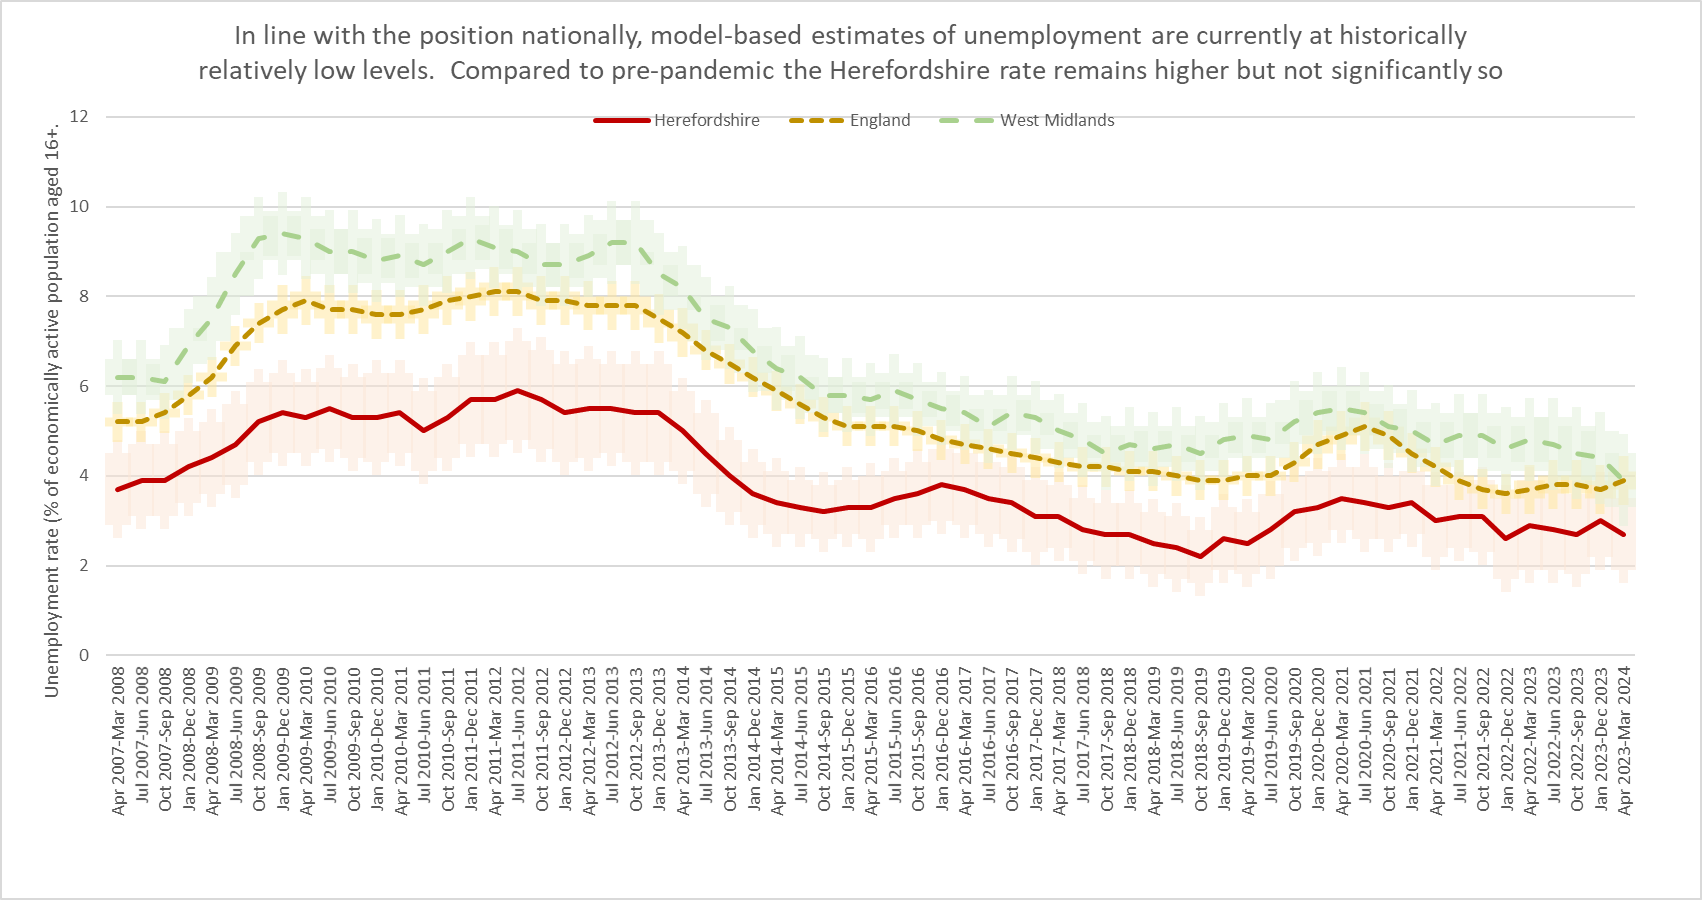 In line with the position nationally, model-based estimates of unemployment are currently at historically
relatively low levels.  Compared to pre-pandemic the Herefordshire rate remains higher but not significantly so
Herefordshire
England
West Midlands
Unemployment rate (% of economically active population aged 16+.
12
10
8
6
4
2
0
Apr 2007-Mar 2008
Jul 2007-Jun 2008
Oct 2007-Sep 2008
Jan 2008-Dec 2008
Apr 2008-Mar 2009
Jul 2008-Jun 2009
Oct 2008-Sep 2009
Jan 2009-Dec 2009
Apr 2009-Mar 2010
Jul 2009-Jun 2010
Oct 2009-Sep 2010
Jan 2010-Dec 2010
Apr 2010-Mar 2011
Jul 2010-Jun 2011
Oct 2010-Sep 2011
Jan 2011-Dec 2011
Apr 2011-Mar 2012
Jul 2011-Jun 2012
Oct 2011-Sep 2012
Jan 2012-Dec 2012
Apr 2012-Mar 2013
Jul 2012-Jun 2013
Oct 2012-Sep 2013
Jan 2013-Dec 2013
Apr 2013-Mar 2014
Jul 2013-Jun 2014
Oct 2013-Sep 2014
Jan 2014-Dec 2014
Apr 2014-Mar 2015
Jul 2014-Jun 2015
Oct 2014-Sep 2015
Jan 2015-Dec 2015
Apr 2015-Mar 2016
Jul 2015-Jun 2016
Oct 2015-Sep 2016
Jan 2016-Dec 2016
Apr 2016-Mar 2017
Jul 2016-Jun 2017
Oct 2016-Sep 2017
Jan 2017-Dec 2017
Apr 2017-Mar 2018
Jul 2017-Jun 2018
Oct 2017-Sep 2018
Jan 2018-Dec 2018
Apr 2018-Mar 2019
Jul 2018-Jun 2019
Oct 2018-Sep 2019
Jan 2019-Dec 2019
Apr 2019-Mar 2020
Jul 2019-Jun 2020
Oct 2019-Sep 2020
Jan 2020-Dec 2020
Apr 2020-Mar 2021
Jul 2020-Jun 2021
Oct 2020-Sep 2021
Jan 2021-Dec 2021
Apr 2021-Mar 2022
Jul 2021-Jun 2022
Oct 2021-Sep 2022
Jan 2022-Dec 2022
Apr 2022-Mar 2023
Jul 2022-Jun 2023
Oct 2022-Sep 2023
Jan 2023-Dec 2023
Apr 2023-Mar 2024